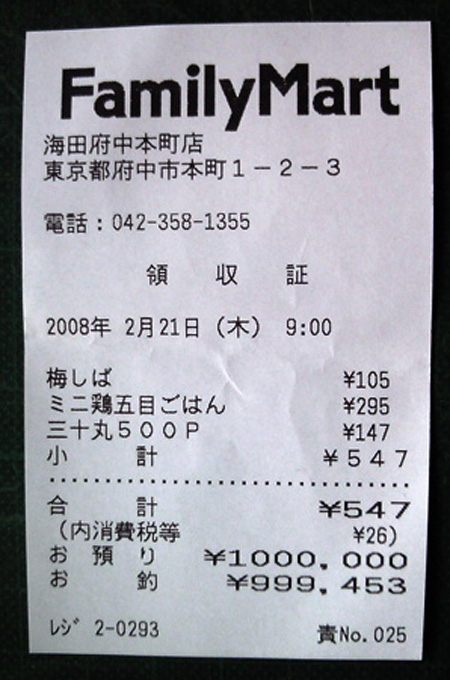 FamilyMart
海田府中本町店
東京都府中市本町1-2-3
電話:042-358-1355
領 収 証
2008年 2月21日(木) 9:00
梅しば ¥105
ミニ鶏五目ごはん ¥295
三十丸500P ¥147
小 計 ¥547
合 計 ¥547
(内消費税等 ¥26)
お 預 り ¥1000,000
お 釣 ¥999,453
レジ 2-0293 責No.025